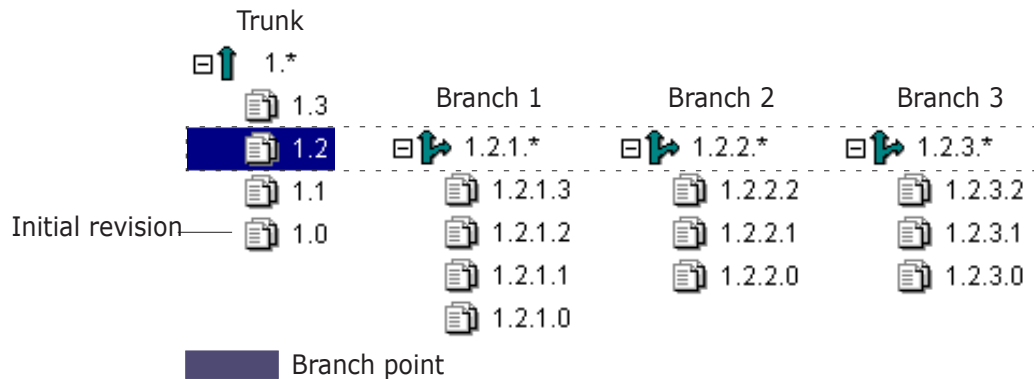 Trunk
1.*
1.3 Branch 1 Branch 2 Branch 3
1.2 1.2.1.* 1.2.2.* 1.2.3.*
1.1 1.2.1.3 1.2.2.2 1.2.3.2
Initial revision 1.0 1.2.1.2 1.2.2.1 1.2.3.1
1.2.1.1 1.2.2.0 1.2.3.0
1.2.1.0
Branch point